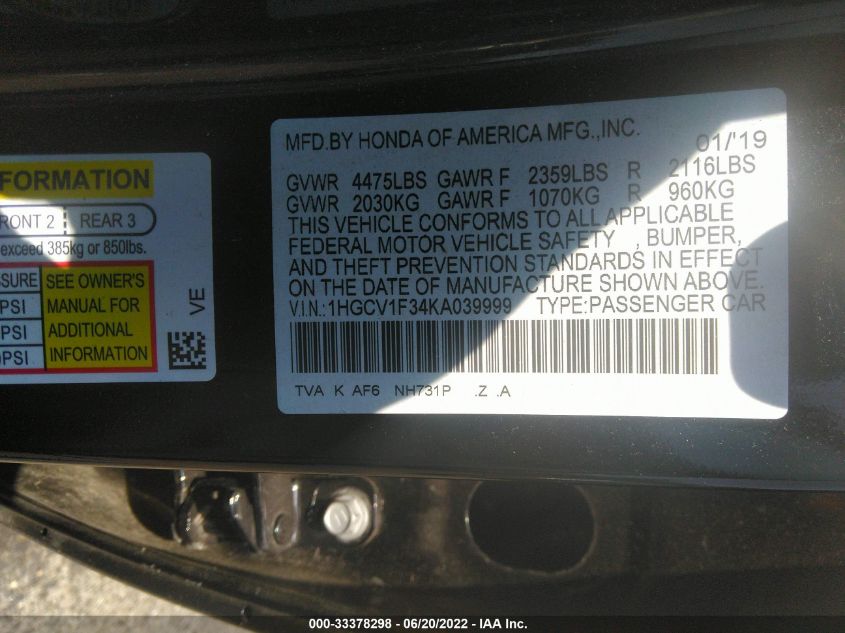 FORMATION
FRONT 2 REAR 3
exceed 385kg or 850lbs.
SSURE
PSI
PSI
PSI
SEE OWNER'S
MANUAL FOR
ADDITIONAL
INFORMATION
VE
MFD.BY HONDA OF AMERICA MFG.,INC. 01/'19
GVWR 4475LBS GAWR F 2359LBS R 2116LBS
GVWR 2030KG GAWR F 1070KG R 960KG
THIS VEHICLE CONFORMS TO ALL APPLICABLE
FEDERAL MOTOR VEHICLE SAFETY , BUMPER,
AND THEFT PREVENTION STANDARDS IN EFFECT
ON THE DATE OF MANUFACTURE SHOWN ABOVE.
V.I.N.:1HGCV1F34KA039999 TYPE:PASSENGER CAR
TVA K AF6 NH731P .Z .A
000-33378298 - 06/20/2022 - IAA Inc.